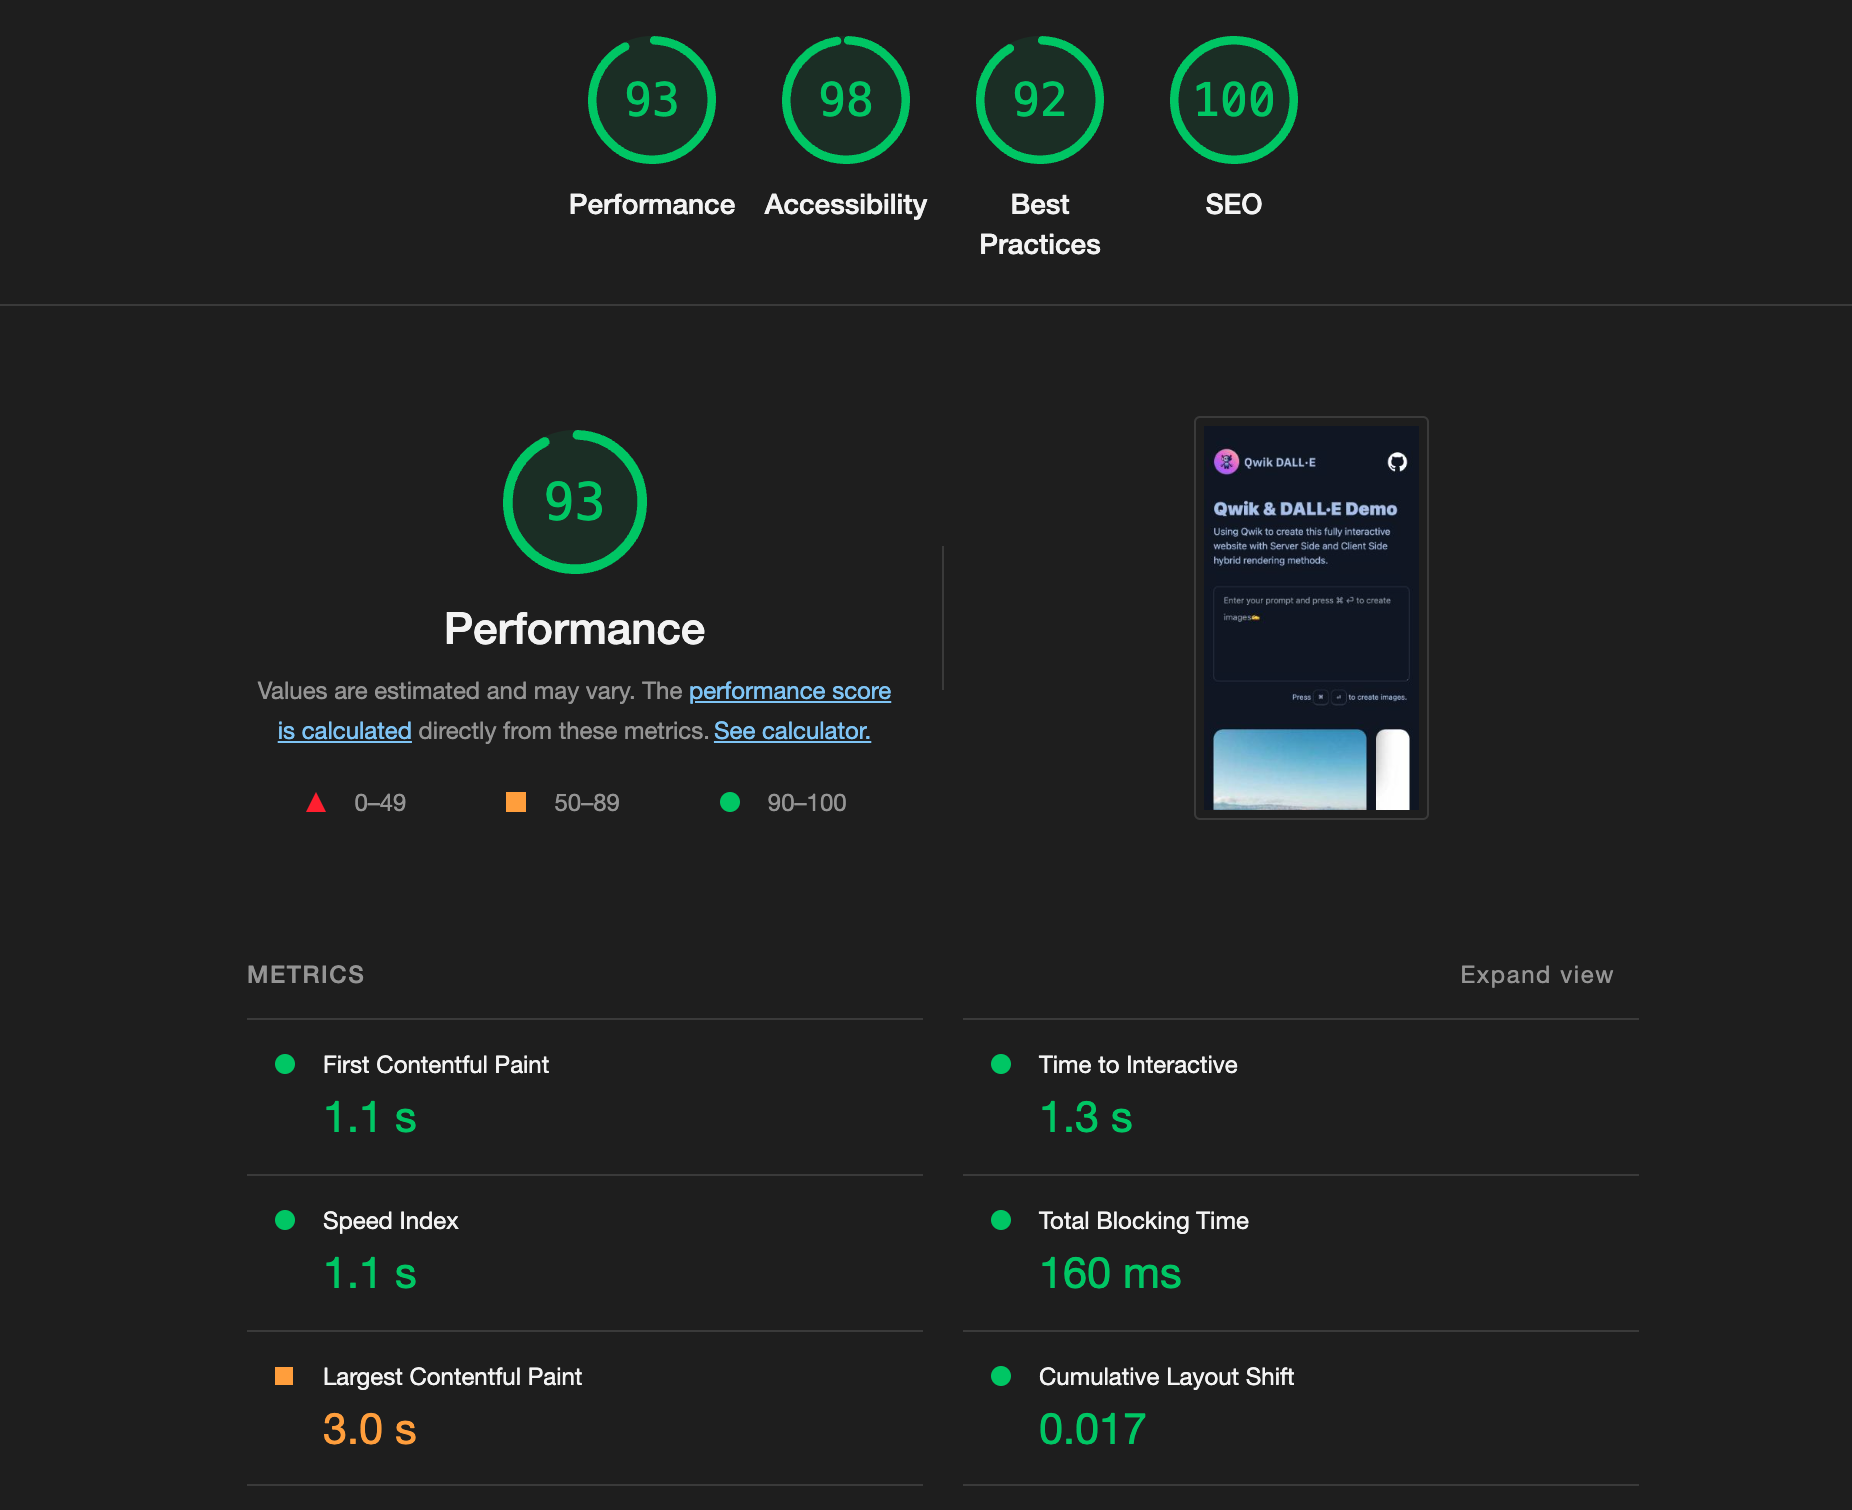 93
98
92
100
Performance
Accessibility
Best
Practices
SEO
93
Performance
Values are estimated and may vary. The performance score
is calculated directly from these metrics. See calculator.
0–49
50–89
90–100
Qwik DALL·E
Qwik & DALL·E Demo
Using Qwik to create this fully interactive
website with Server Side and Client Side
hybrid rendering methods.
Enter your prompt and press ⌘ ⏎ to create
images✍️
Press ⌘ ⏎ to create images.
METRICS
Expand view
First Contentful Paint
1.1 s
Time to Interactive
1.3 s
Speed Index
1.1 s
Total Blocking Time
160 ms
Largest Contentful Paint
3.0 s
Cumulative Layout Shift
0.017